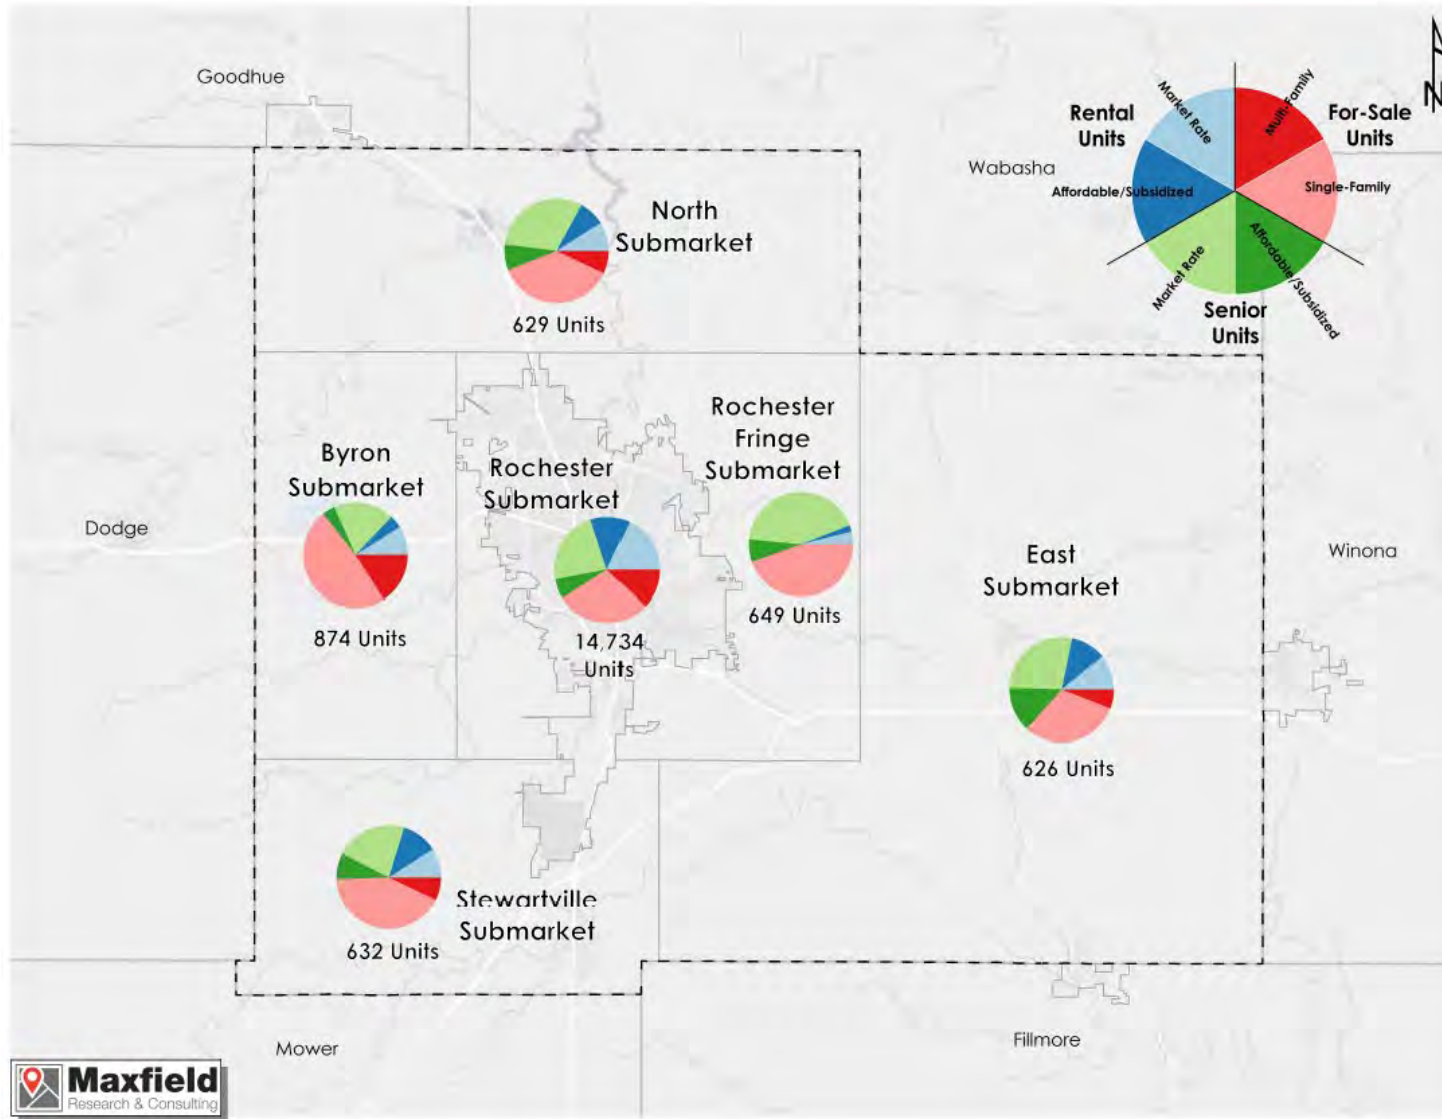 Goodhue
N
Market Rate
Multi-Family
Rental
Units
For-Sale
Units
Wabasha
Affordable/Subsidized
Single-Family
Market Rate
Affordable/Subsidized
Senior
Units
North
Submarket
629 Units
Rochester
Fringe
Submarket
Byron
Submarket
Rochester
Submarket
Dodge
East
Submarket
Winona
874 Units
14,734
Units
649 Units
626 Units
Stewartville
Submarket
632 Units
Mower
Fillmore
Maxfield
Research & Consulting